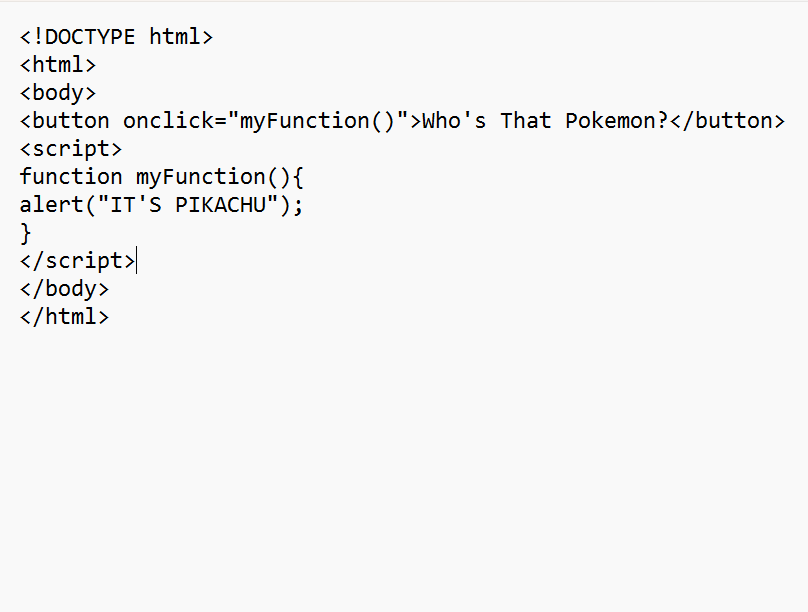 <!DOCTYPE html>
<html>
<body>
<button onclick="myFunction()">Who's That Pokemon?</button>
<script>
function myFunction(){
alert("IT'S PIKACHU");
}
</script>
</body>
</html>